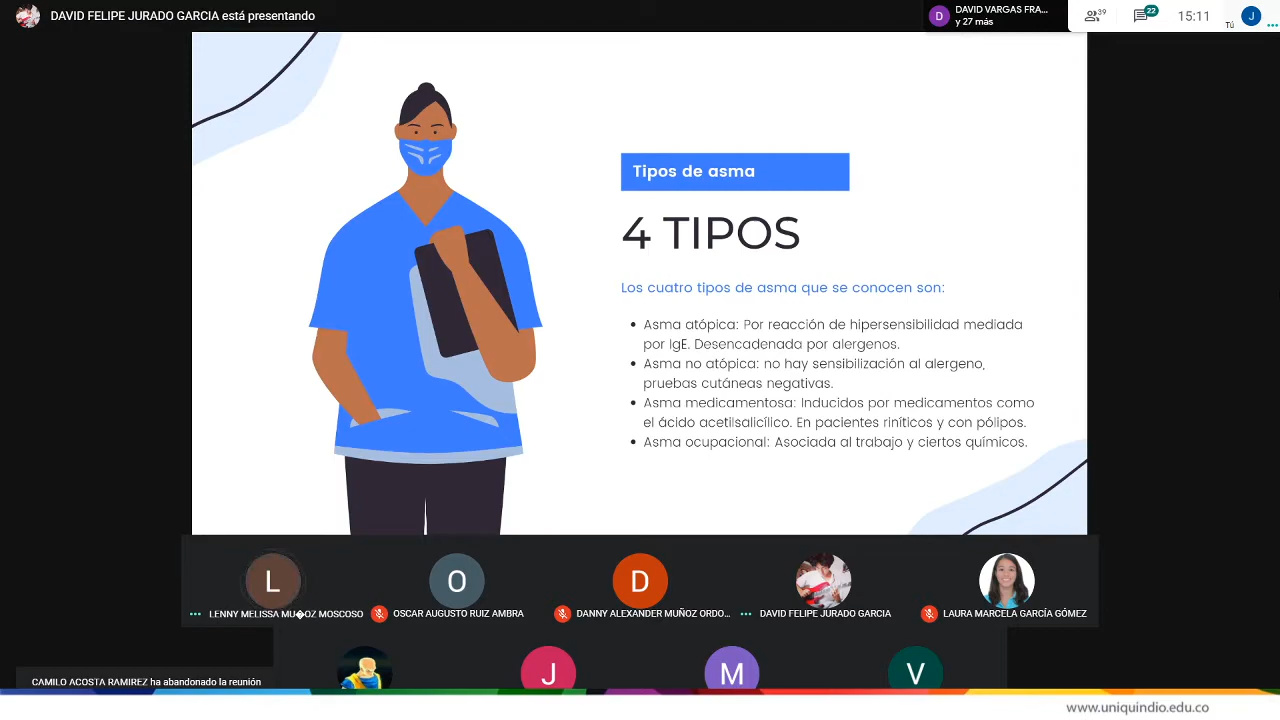 DAVID FELIPE JURADO GARCIA está presentando
D
DAVID VARGAS FRA...
y 27 más
39
22
15:11
Tú
J
Tipos de asma
4 TIPOS
Los cuatro tipos de asma que se conocen son:
• Asma atópica: Por reacción de hipersensibilidad mediada
por IgE. Desencadenada por alergenos.
• Asma no atópica: no hay sensibilización al alergeno,
pruebas cutáneas negativas.
• Asma medicamentosa: Inducidos por medicamentos como
el ácido acetilsalicílico. En pacientes riníticos y con pólipos.
• Asma ocupacional: Asociada al trabajo y ciertos químicos.
L
O
D
LENNY MELISSA MU�OZ MOSCOSO
OSCAR AUGUSTO RUIZ AMBRA
DANNY ALEXANDER MUÑOZ ORDO...
DAVID FELIPE JURADO GARCIA
LAURA MARCELA GARCÍA GÓMEZ
J
M
V
CAMILO ACOSTA RAMIREZ ha abandonado la reunión
www.uniquindio.edu.co